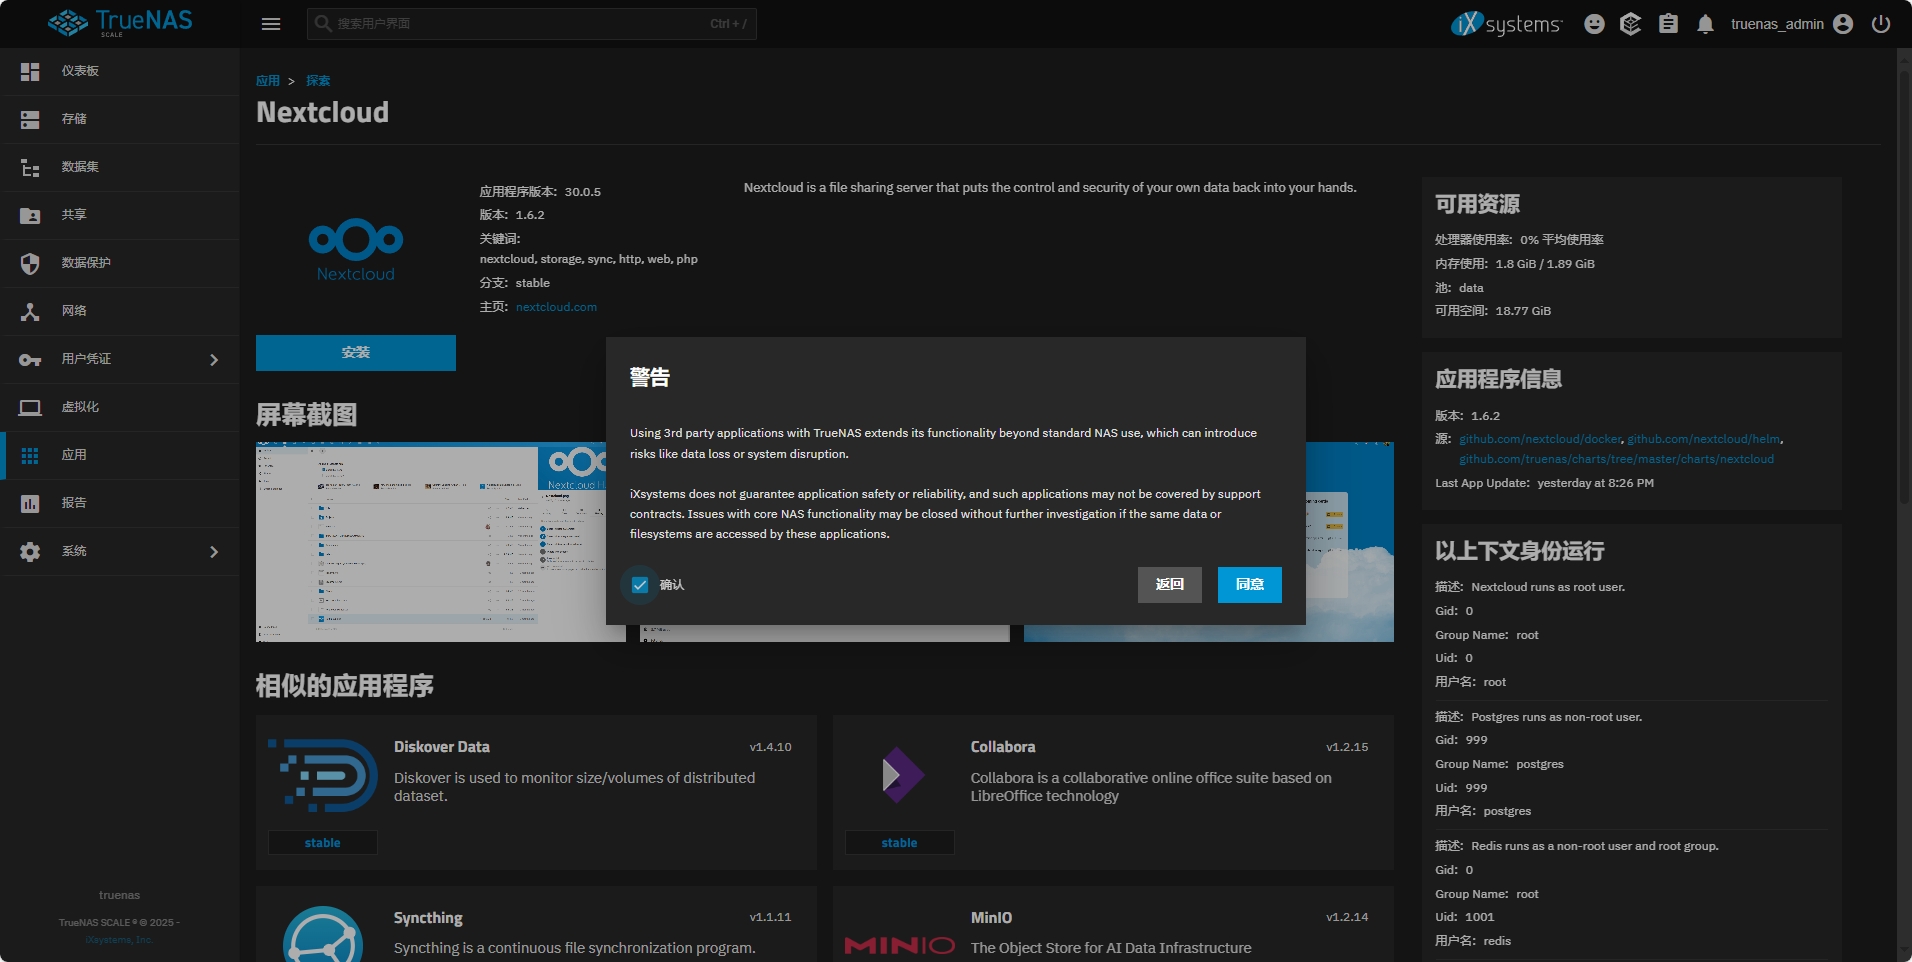 TrueNAS
SCALE
搜索用户界面
Ctrl + /
iXsystems
truenas_admin
仪表板
存储
数据集
共享
数据保护
网络
用户凭证
虚拟化
应用
报告
系统
truenas
TrueNAS SCALE ® © 2025 -
iXsystems, Inc.
应用 > 探索
Nextcloud
Nextcloud
应用程序版本: 30.0.5
版本: 1.6.2
关键词:
nextcloud, storage, sync, http, web, php
分支: stable
主页: nextcloud.com
Nextcloud is a file sharing server that puts the control and security of your own data back into your hands.
安装
屏幕截图
警告
Using 3rd party applications with TrueNAS extends its functionality beyond standard NAS use, which can introduce
risks like data loss or system disruption.
iXsystems does not guarantee application safety or reliability, and such applications may not be covered by support
contracts. Issues with core NAS functionality may be closed without further investigation if the same data or
filesystems are accessed by these applications.
确认
返回
同意
相似的应用程序
Diskover Data
v1.4.10
Diskover is used to monitor size/volumes of distributed
dataset.
stable
Collabora
v1.2.15
Collabora is a collaborative online office suite based on
LibreOffice technology
stable
Syncthing
v1.1.11
Syncthing is a continuous file synchronization program.
MINIO
MinIO
v1.2.14
The Object Store for AI Data Infrastructure
可用资源
处理器使用率: 0% 平均使用率
内存使用: 1.8 GiB / 1.89 GiB
池: data
可用空间: 18.77 GiB
应用程序信息
版本: 1.6.2
源: github.com/nextcloud/docker, github.com/nextcloud/helm,
github.com/truenas/charts/tree/master/charts/nextcloud
Last App Update: yesterday at 8:26 PM
以上下文身份运行
描述: Nextcloud runs as root user.
Gid: 0
Group Name: root
Uid: 0
用户名: root
描述: Postgres runs as non-root user.
Gid: 999
Group Name: postgres
Uid: 999
用户名: postgres
描述: Redis runs as a non-root user and root group.
Gid: 0
Group Name: root
Uid: 1001
用户名: redis